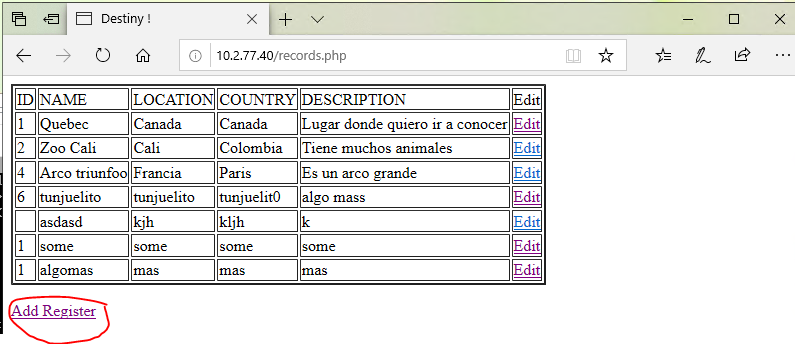 Destiny !
10.2.77.40/records.php
ID NAME LOCATION COUNTRY DESCRIPTION Edit
1 Quebec Canada Canada Lugar donde quiero ir a conocer Edit
2 Zoo Cali Cali Colombia Tiene muchos animales Edit
4 Arco triunfoo Francia Paris Es un arco grande Edit
6 tunjuelito tunjuelito tunjuelit0 algo mass Edit
asdasd kjh kljh k Edit
1 some some some some Edit
1 algomas mas mas mas Edit
Add Register